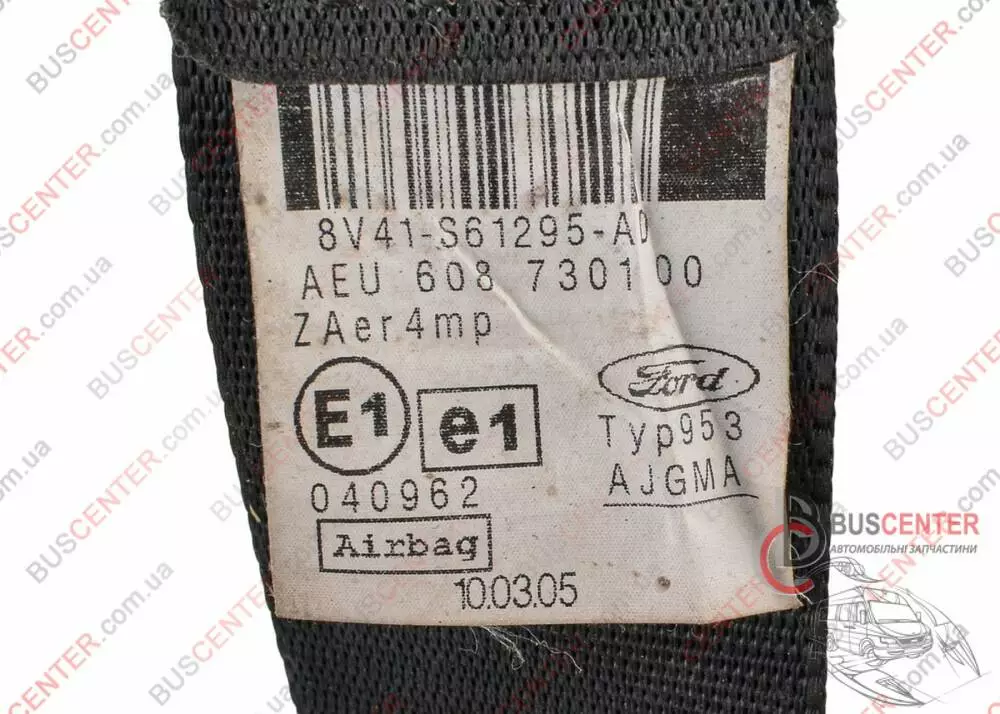 8V41-S61295-AD
AEU 608 730100
ZAer4mp
E1 e1
Ford
Typ953
AJGMA
040962
Airbag
10.03.05
BUSCENTER
АВТОМОБІЛЬНІ ЗАПЧАСТИНИ
BUSCENTER.com.ua